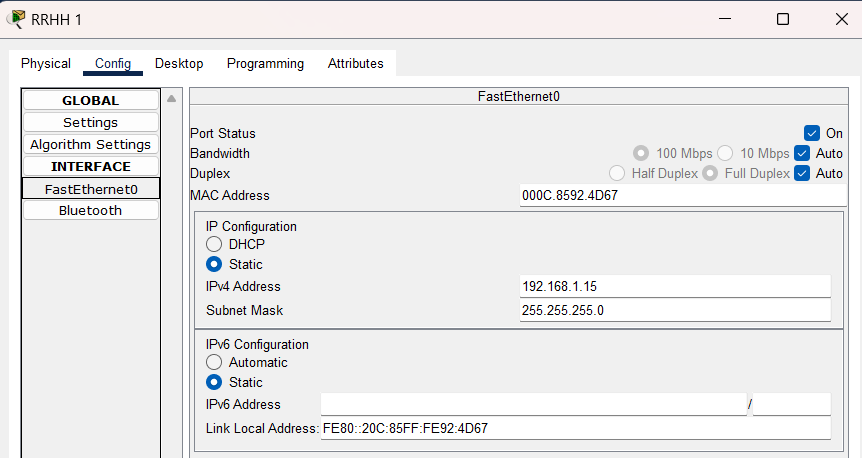 RRHH 1
Physical Config Desktop Programming Attributes
GLOBAL
Settings
Algorithm Settings
INTERFACE
FastEthernet0
Bluetooth
FastEthernet0
Port Status On
Bandwidth 100 Mbps 10 Mbps Auto
Duplex Half Duplex Full Duplex Auto
MAC Address 000C.8592.4D67
IP Configuration
DHCP
Static
IPv4 Address 192.168.1.15
Subnet Mask 255.255.255.0
IPv6 Configuration
Automatic
Static
IPv6 Address /
Link Local Address: FE80::20C:85FF:FE92:4D67